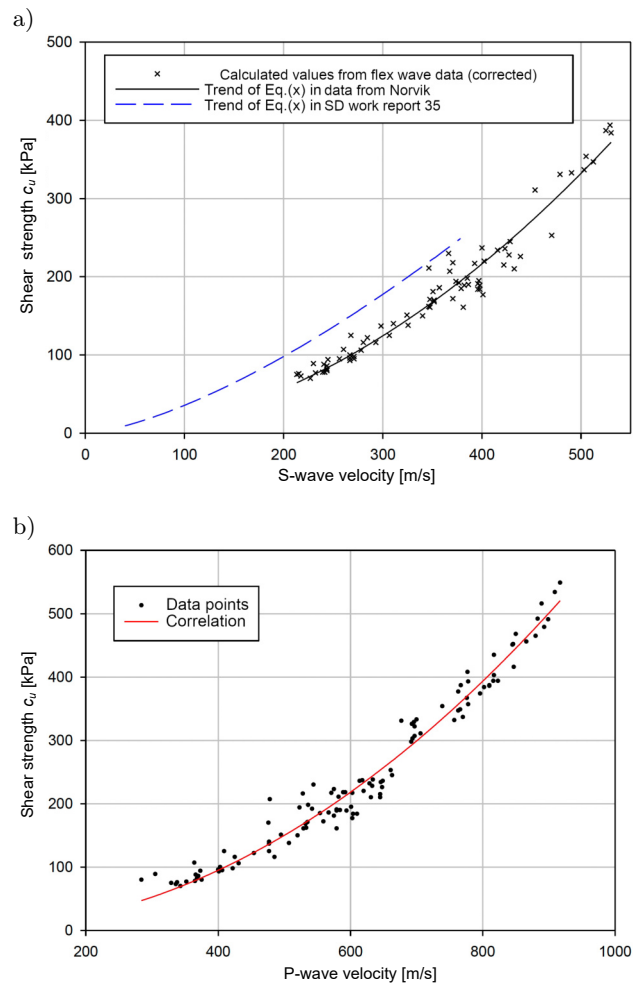 a)
500
400
300
200
100
0
Shear strength cu [kPa]
× Calculated values from flex wave data (corrected)
Trend of Eq.(x) in data from Norvik
Trend of Eq.(x) in SD work report 35
0 100 200 300 400 500
S-wave velocity [m/s]
b)
600
500
400
300
200
100
0
Shear strength cu [kPa]
Data points
Correlation
200 400 600 800 1000
P-wave velocity [m/s]